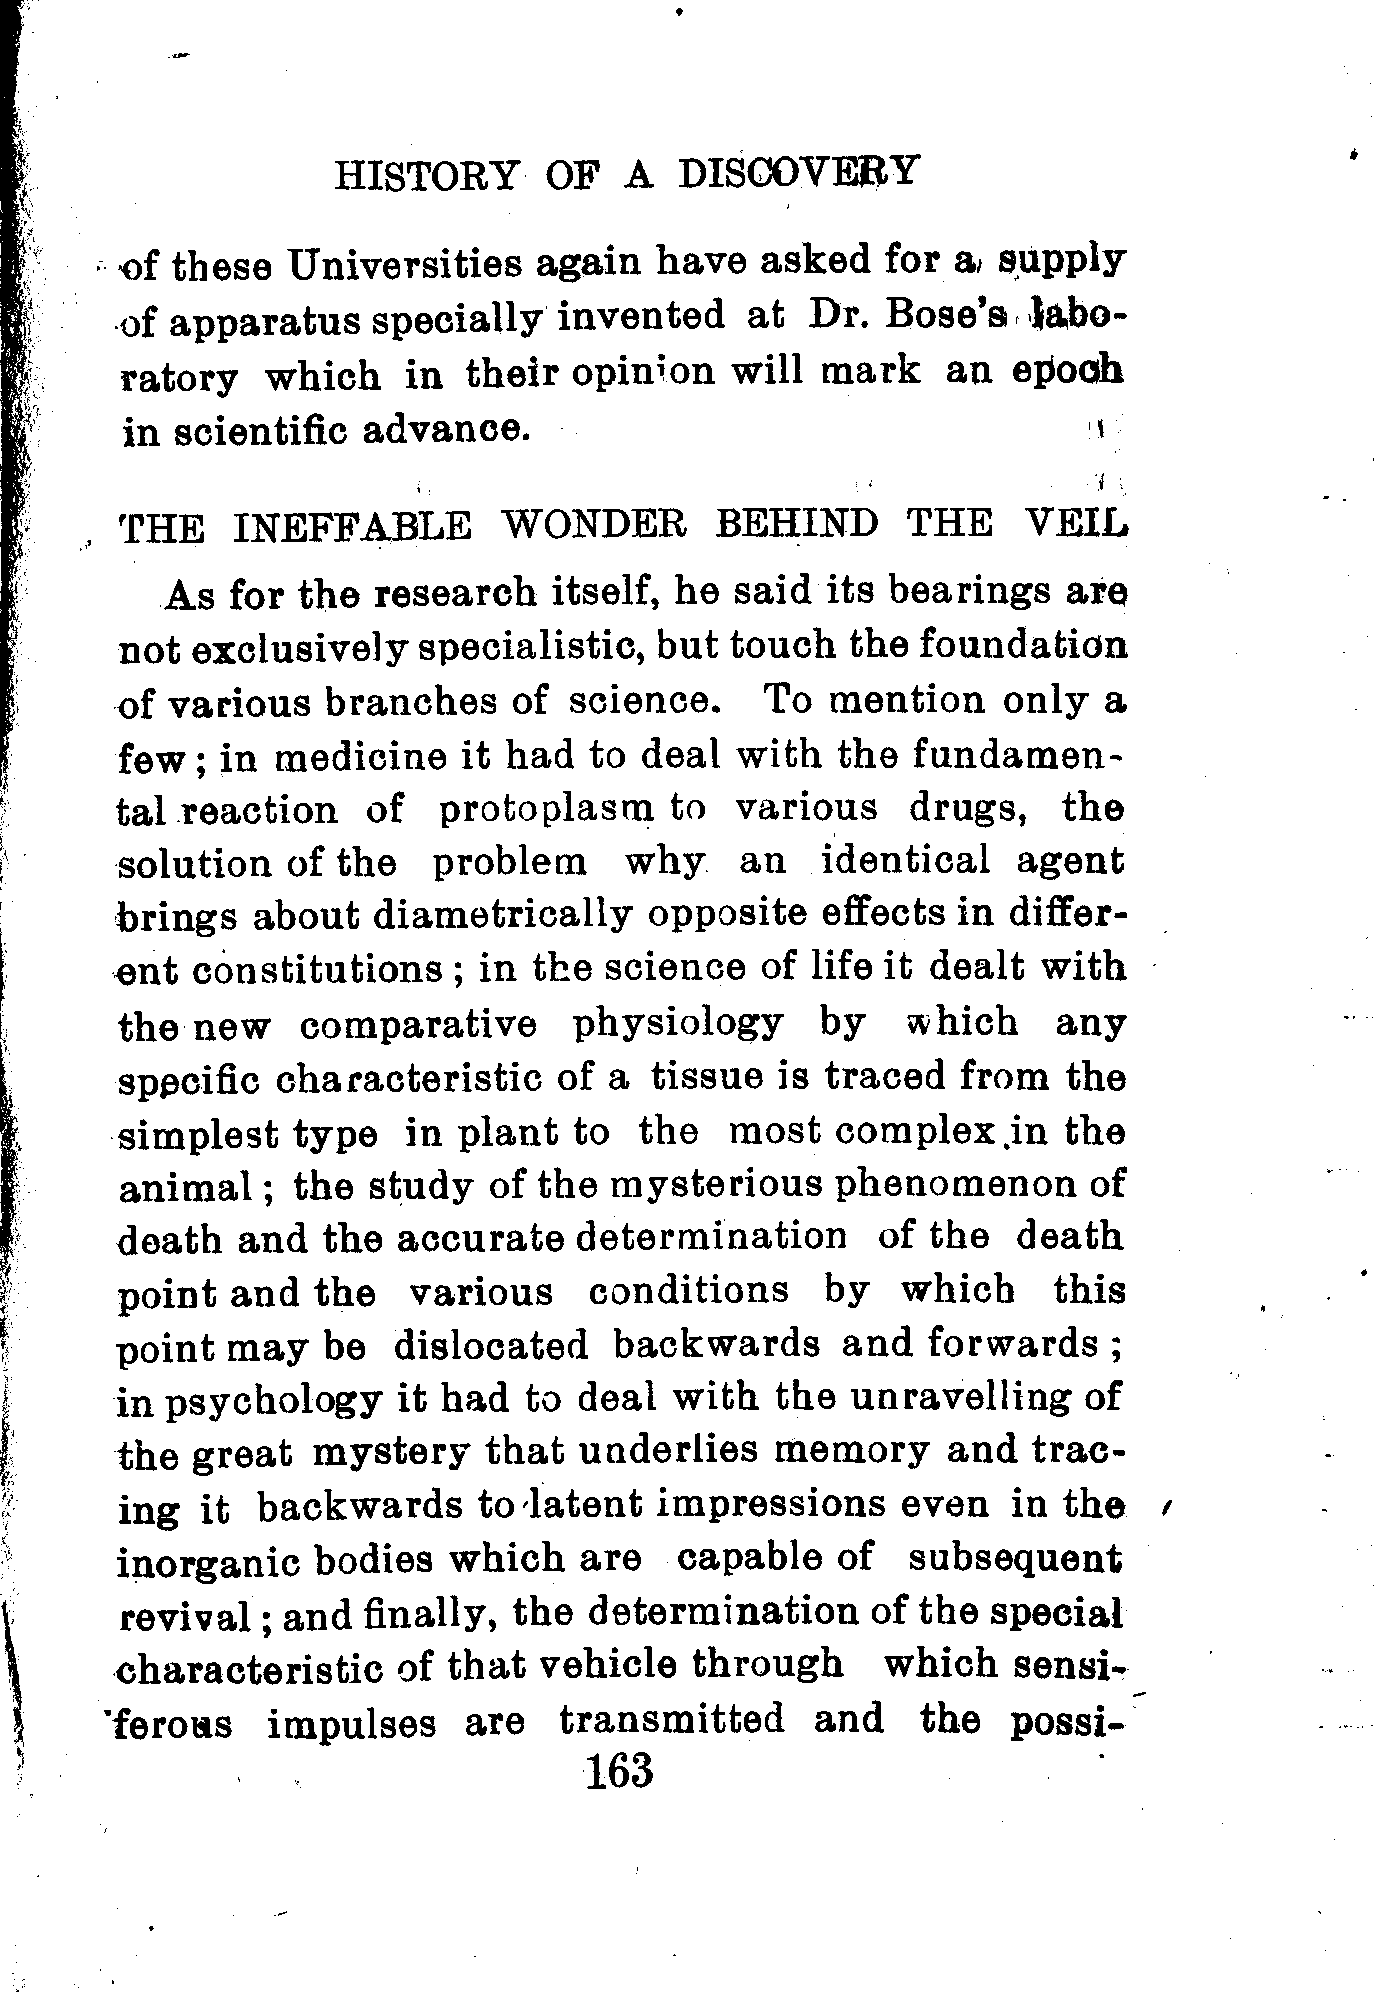 HISTORY OF A DISCOVERY
of these Universities again have asked for a supply
of apparatus specially invented at Dr. Bose's labo-
ratory which in their opinion will mark an epoch
in scientific advance.
THE INEFFABLE WONDER BEHIND THE VEIL
As for the research itself, he said its bearings are
not exclusively specialistic, but touch the foundation
of various branches of science. To mention only a
few; in medicine it had to deal with the fundamen-
tal reaction of protoplasm to various drugs, the
solution of the problem why an identical agent
brings about diametrically opposite effects in differ-
ent constitutions; in the science of life it dealt with
the new comparative physiology by which any
specific characteristic of a tissue is traced from the
simplest type in plant to the most complex in the
animal; the study of the mysterious phenomenon of
death and the accurate determination of the death
point and the various conditions by which this
point may be dislocated backwards and forwards;
in psychology it had to deal with the unravelling of
the great mystery that underlies memory and trac-
ing it backwards to latent impressions even in the
inorganic bodies which are capable of subsequent
revival; and finally, the determination of the special
characteristic of that vehicle through which sensi-
ferous impulses are transmitted and the possi-
163